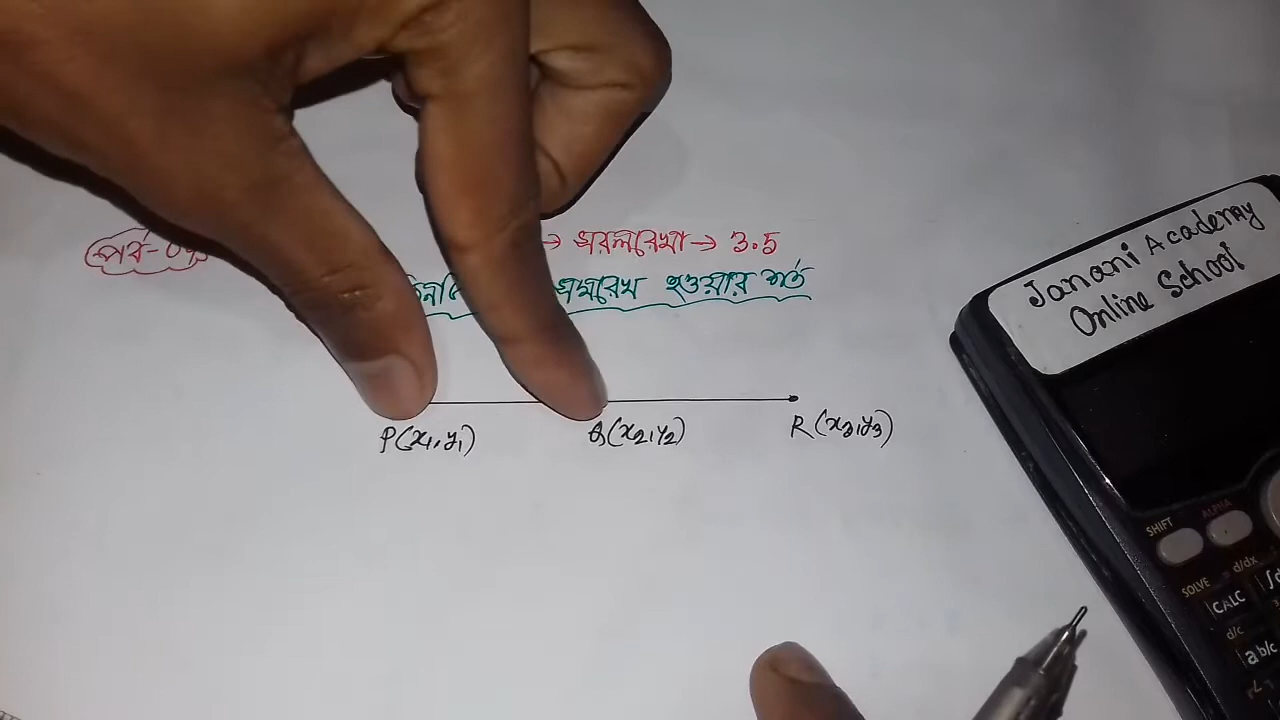 পর্ব- → সরলরেখা → 3.5
সমরেখ হওয়ার শর্ত
P(x₁, y₁) Q(x₂, y₂) R(x₃, y₃)
Janani Academy
Online School
SHIFT ALPHA
SOLVE d/dx
CALC
d/c
a b/c